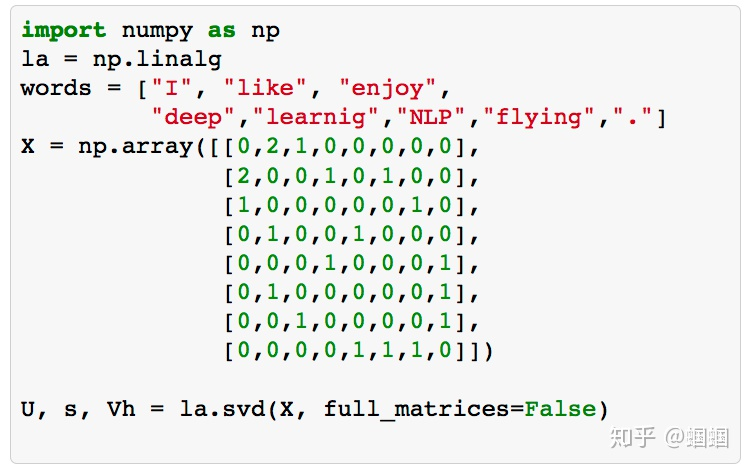 import numpy as np
la = np.linalg
words = ["I", "like", "enjoy",
         "deep","learnig","NLP","flying","."]
X = np.array([[0,2,1,0,0,0,0,0],
              [2,0,0,1,0,1,0,0],
              [1,0,0,0,0,0,1,0],
              [0,1,0,0,1,0,0,0],
              [0,0,0,1,0,0,0,1],
              [0,1,0,0,0,0,0,1],
              [0,0,1,0,0,0,0,1],
              [0,0,0,0,1,1,1,0]])
U, s, Vh = la.svd(X, full_matrices=False)
知乎 @蝈蝈